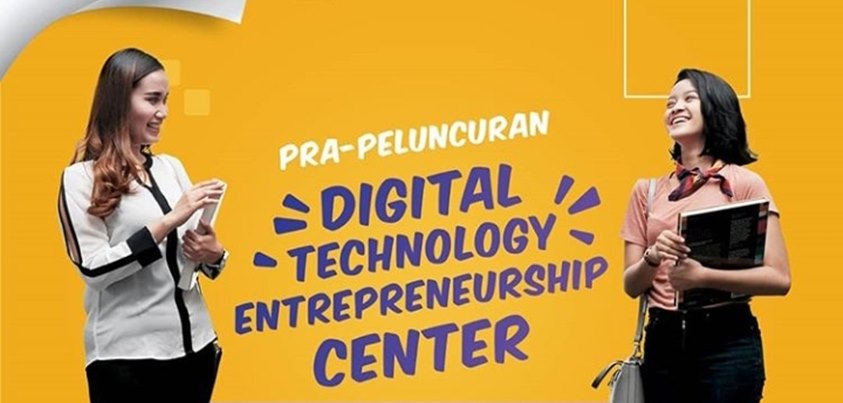 PRA-PELUNCURAN
DIGITAL
TECHNOLOGY
ENTREPRENEURSHIP
CENTER